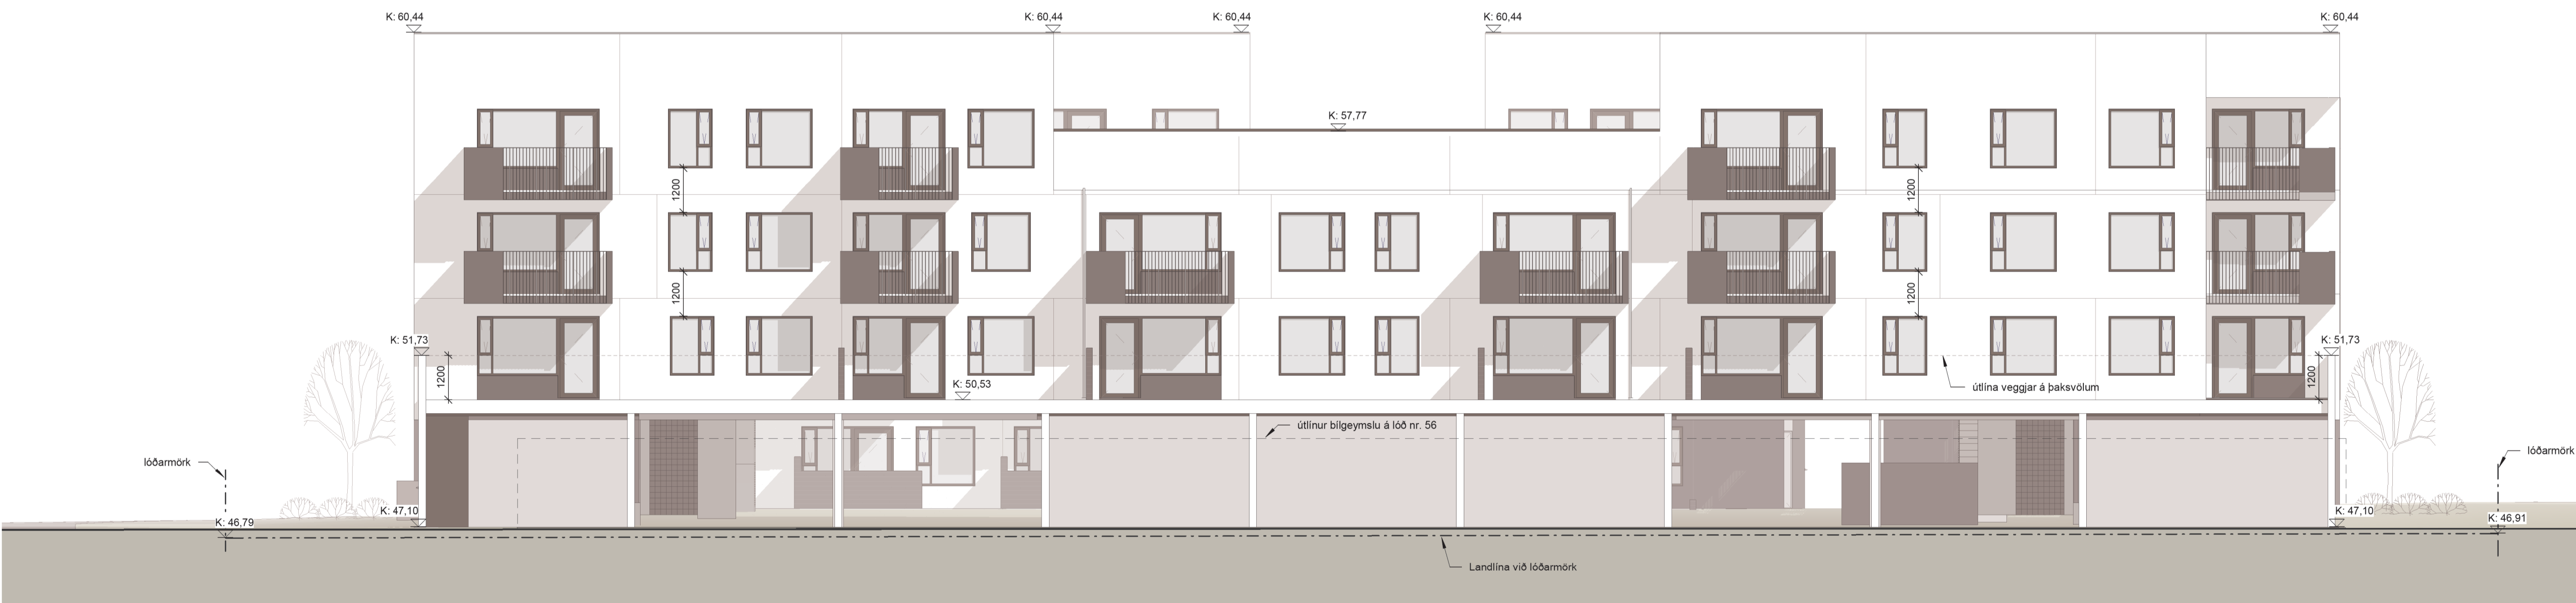 K: 60,44
K: 60,44
K: 60,44
K: 60,44
K: 60,44
K: 57,77
1200
1200
1200
1200
K: 51,73
K: 51,73
1200
K: 50,53
útlína veggjar á þaksvölum
1200
útlínur bílgeymslu á lóð nr. 56
lóðarmörk
lóðarmörk
K: 47,10
K: 47,10
K: 46,79
K: 46,91
Landlína við lóðarmörk